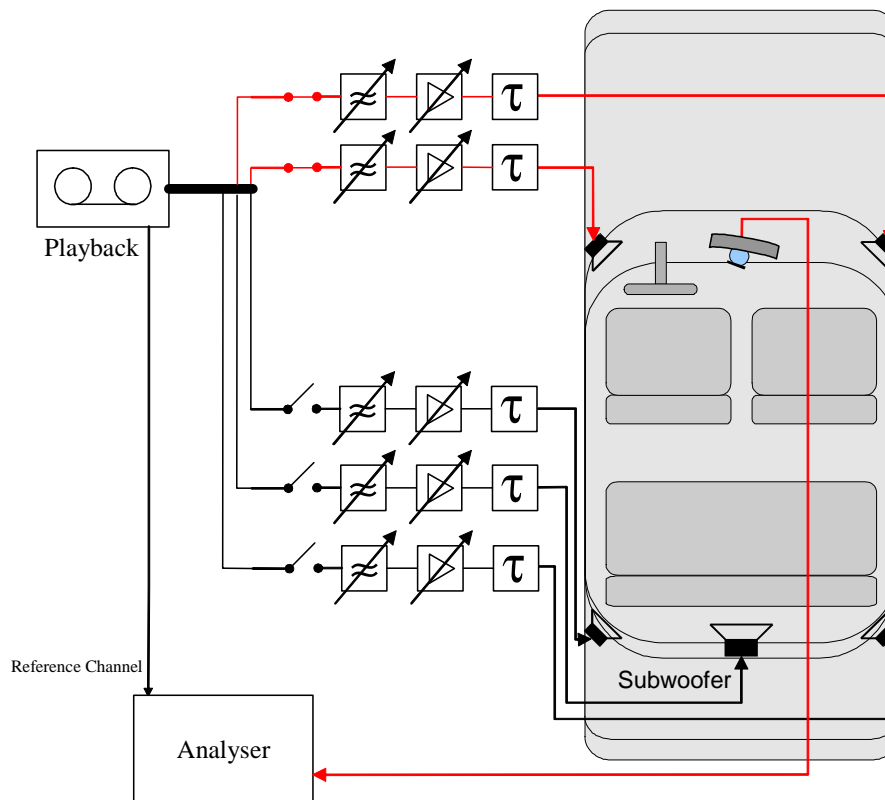 τ
τ
Playback
τ
τ
τ
Reference Channel
Subwoofer
Analyser